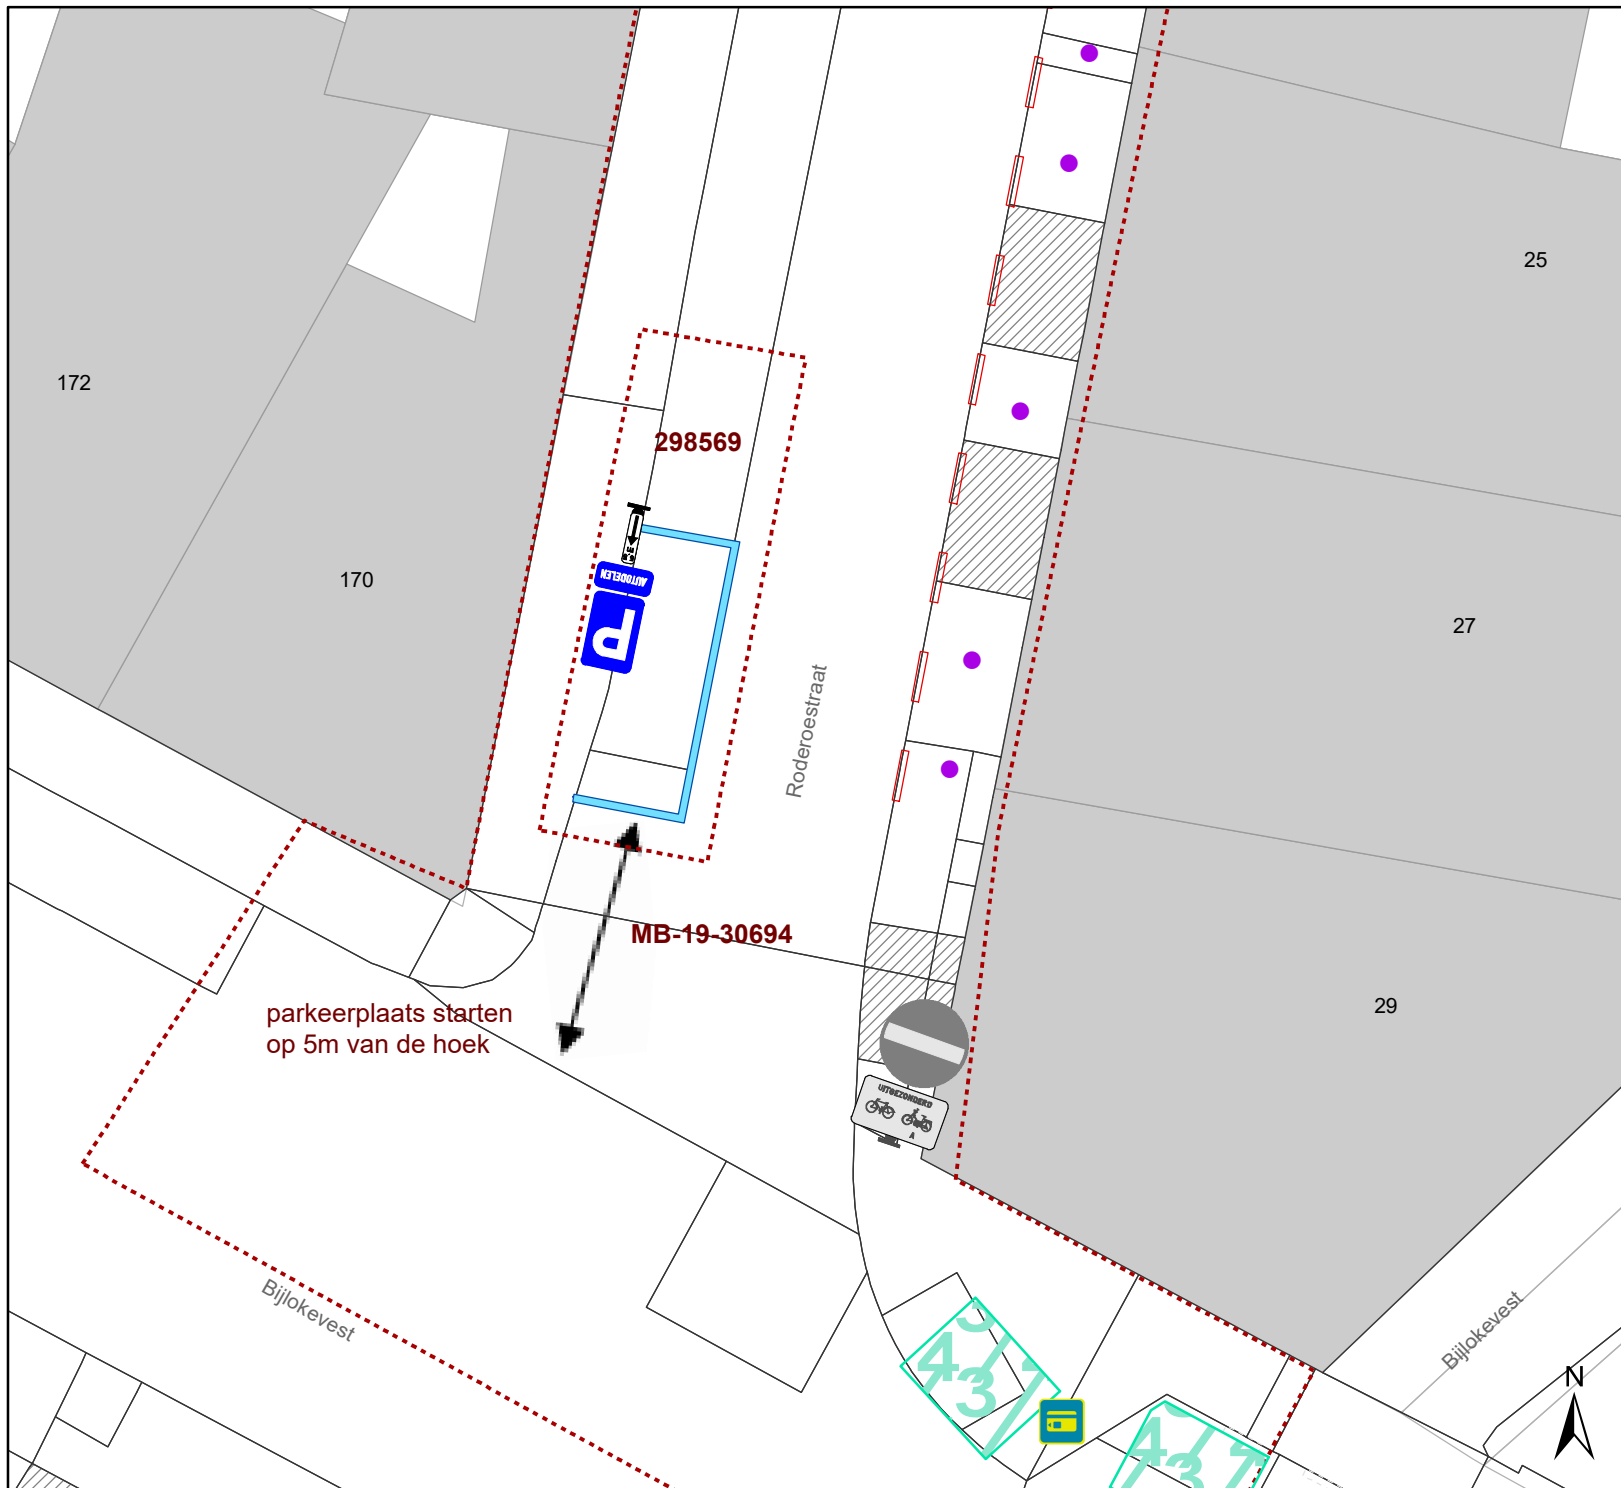 25
172
298569
AUTODELEN
P
170
27
Roderoestraat
MB-19-30694
parkeerplaats starten
op 5m van de hoek
29
UITGEZONDERD
A
Bijlokevest
Bijlokevest
N